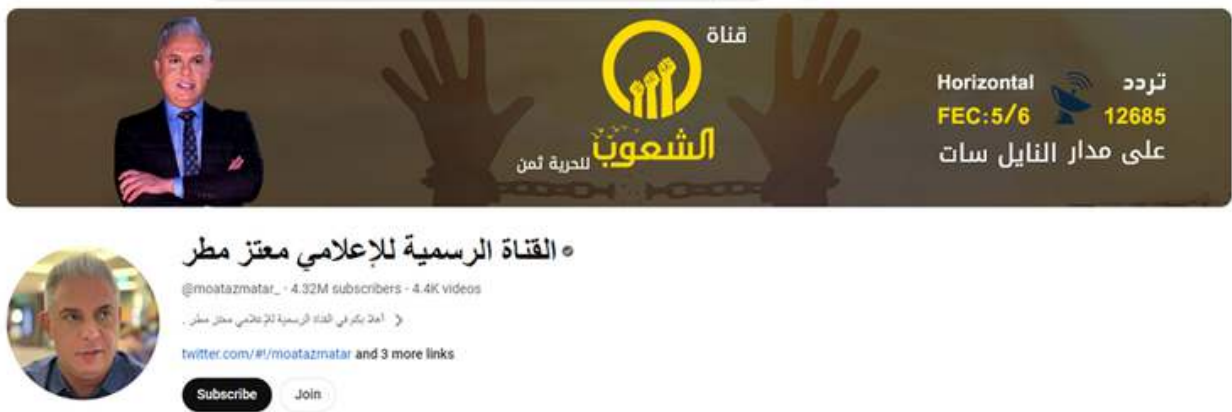 قناة
الشعوب
للحرية ثمن
تردد
Horizontal
12685
FEC:5/6
على مدار النايل سات
القناة الرسمية للإعلامي معتز مطر
@moatazmatar_ · 4.32M subscribers · 4.4K videos
أهلا بكم في القناة الرسمية للإعلامي معتز مطر .
twitter.com/#!/moatazmatar and 3 more links
Subscribe
Join